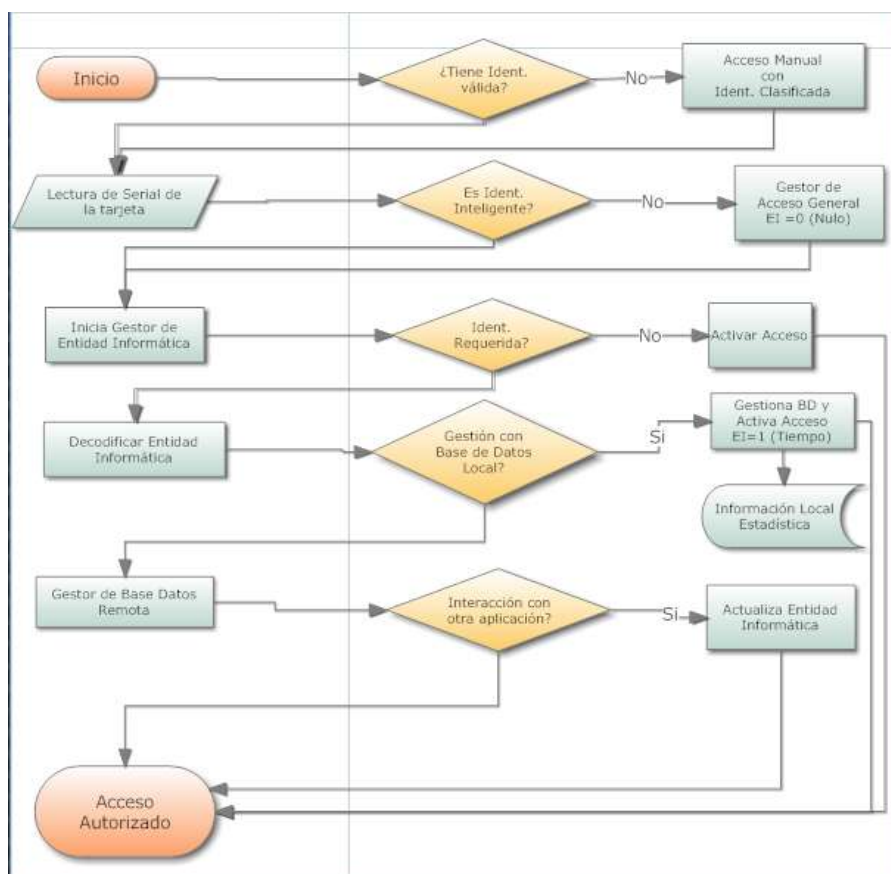 Inicio
¿Tiene Ident.
válida?
No
Acceso Manual
con
Ident. Clasificada
Lectura de Serial de
la tarjeta
Es Ident.
Inteligente?
No
Gestor de
Acceso General
EI =0 (Nulo)
Inicia Gestor de
Entidad Informática
Ident.
Requerida?
No
Activar Acceso
Decodificar Entidad
Informática
Gestión con
Base de Datos
Local?
Si
Gestiona BD y
Activa Acceso
EI=1 (Tiempo)
Información Local
Estadística
Gestor de Base Datos
Remota
Interacción con
otra aplicación?
Si
Actualiza Entidad
Informática
Acceso
Autorizado